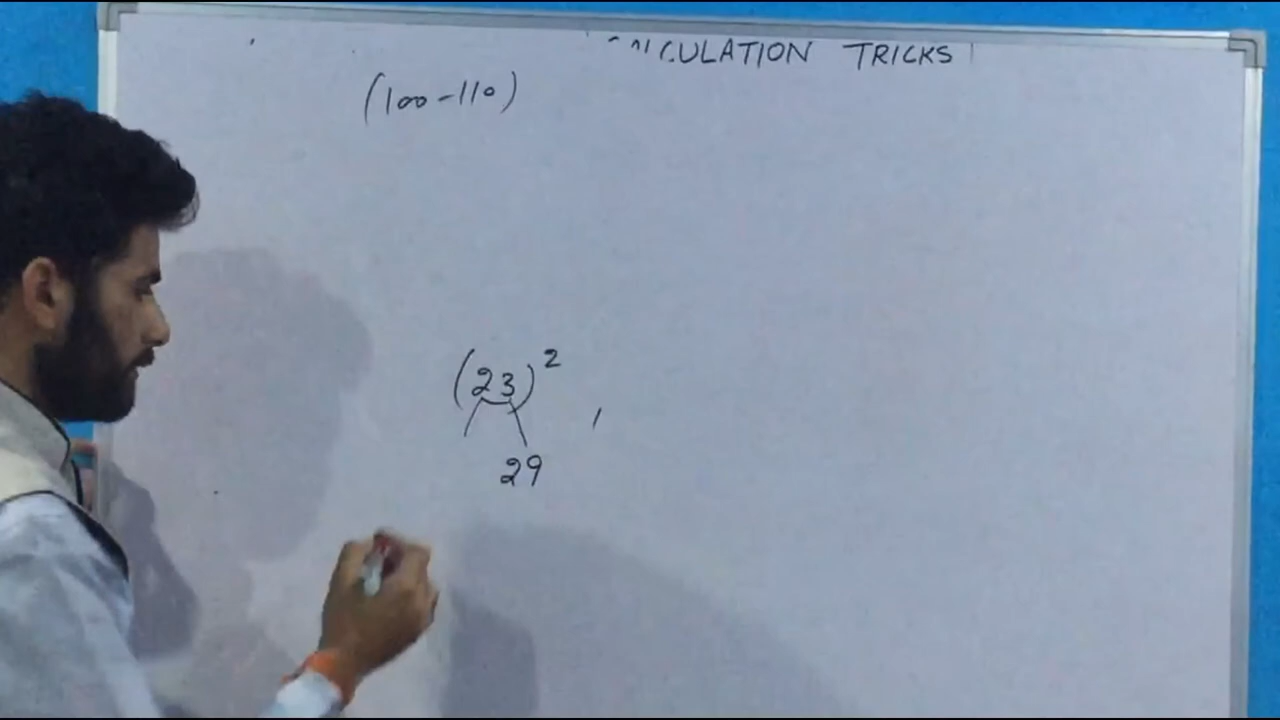 CULATION TRICKS
(100-110)
(23)²
29